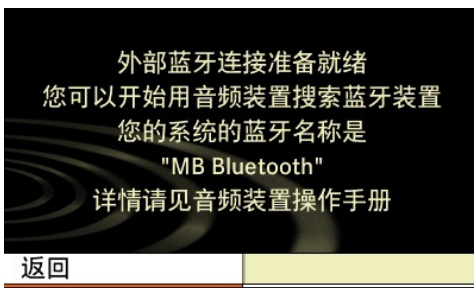 外部蓝牙连接准备就绪
您可以开始用音频装置搜索蓝牙装置
您的系统的蓝牙名称是
"MB Bluetooth"
详情请见音频装置操作手册
返回